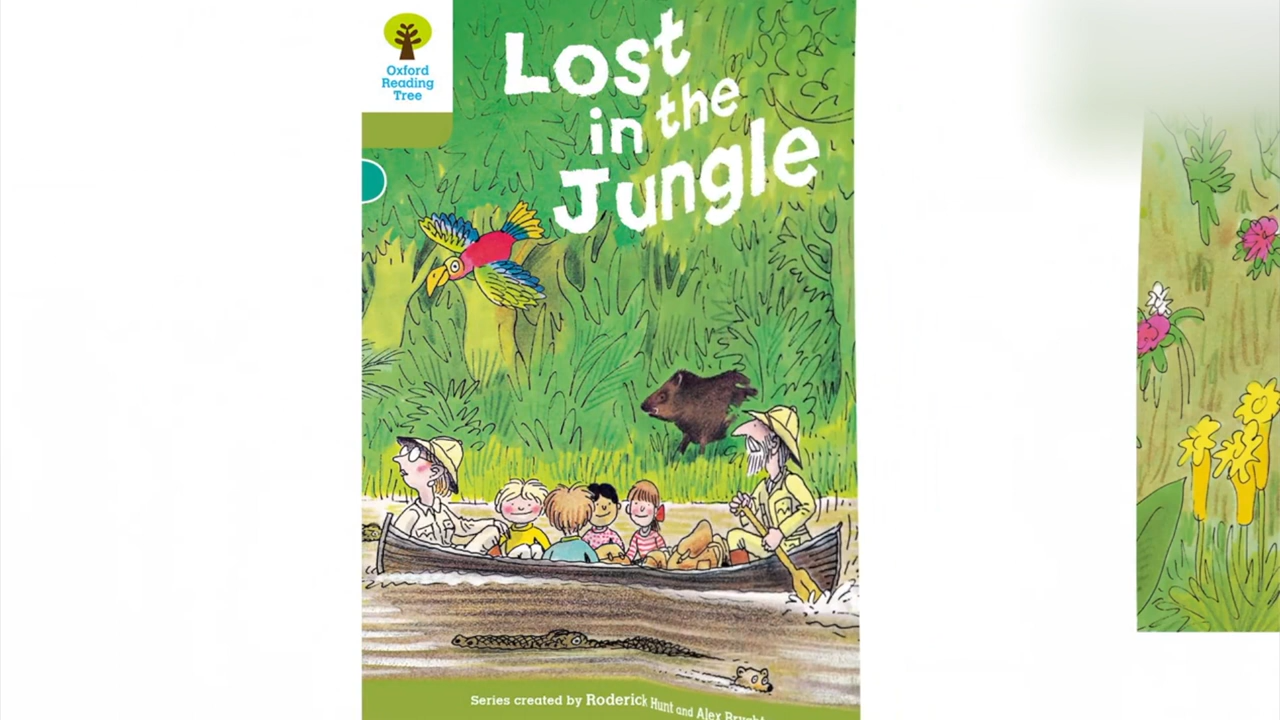 Oxford
Reading
Tree
Lost
in the
Jungle
Series created by Roderick Hunt and Alex